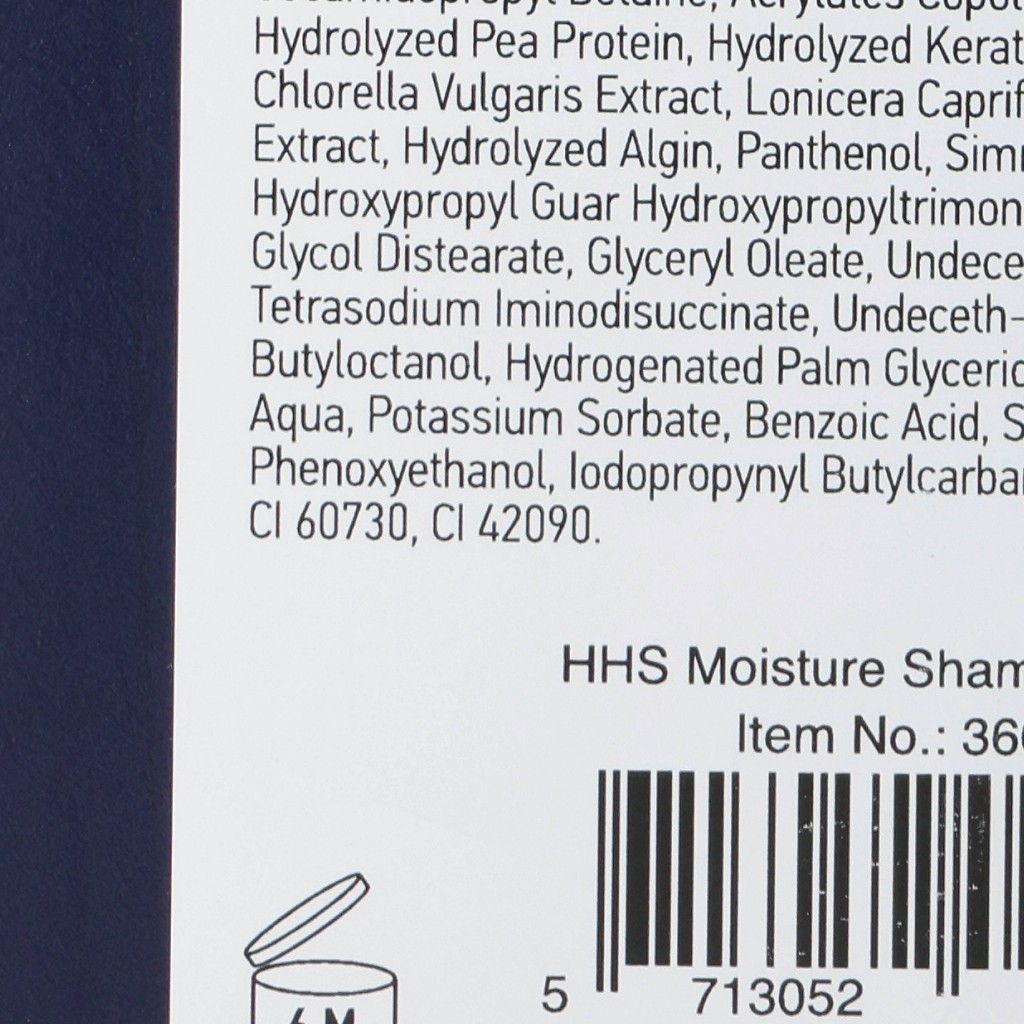 Hydrolyzed Pea Protein, Hydrolyzed Kerat
Chlorella Vulgaris Extract, Lonicera Caprif
Extract, Hydrolyzed Algin, Panthenol, Sim
Hydroxypropyl Guar Hydroxypropyltrimon
Glycol Distearate, Glyceryl Oleate, Undece
Tetrasodium Iminodisuccinate, Undeceth-
Butyloctanol, Hydrogenated Palm Glyceric
Aqua, Potassium Sorbate, Benzoic Acid, S
Phenoxyethanol, Iodopropynyl Butylcarba
CI 60730, CI 42090.
HHS Moisture Sham
Item No.: 36
5 713052
6 M